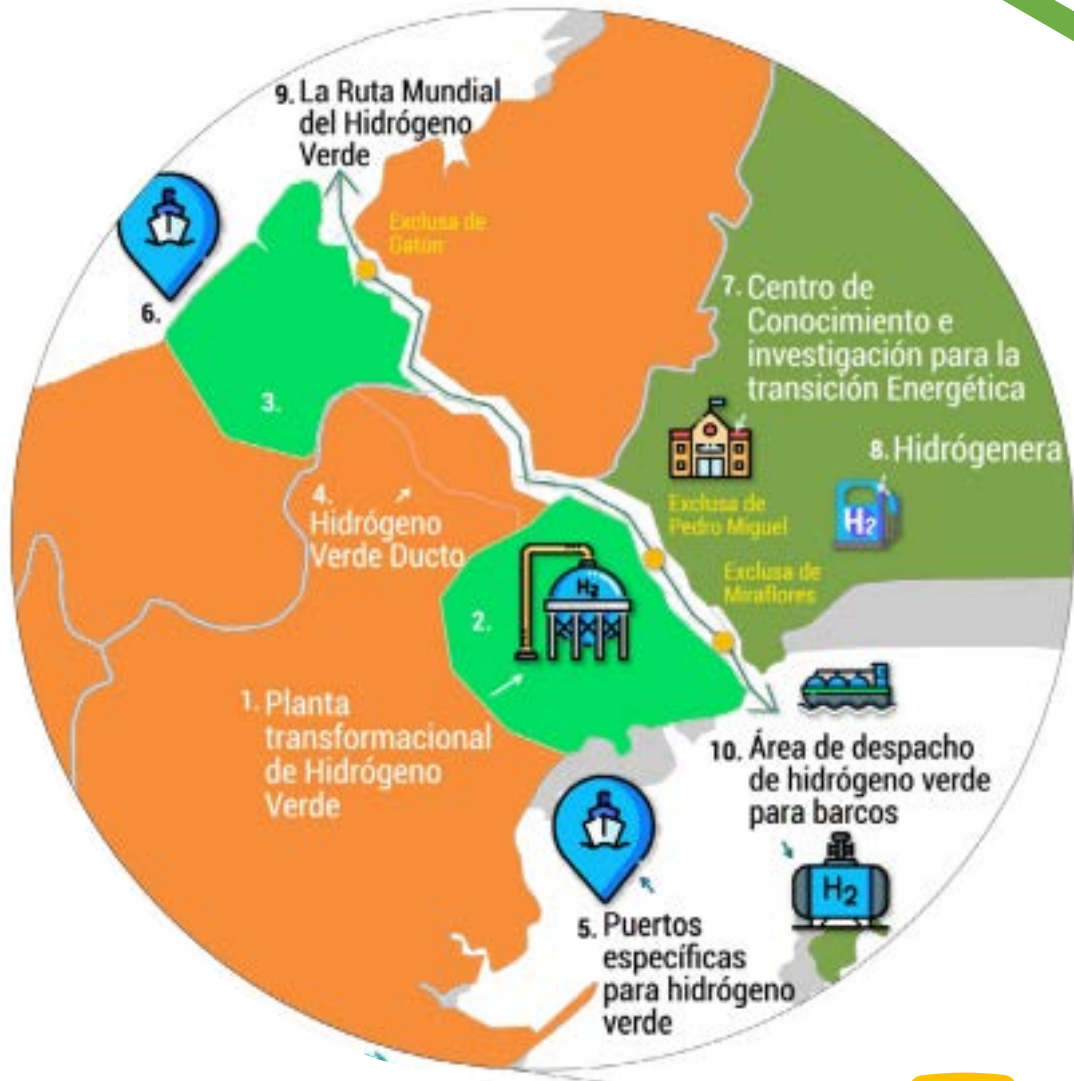 9. La Ruta Mundial
del Hidrógeno
Verde
Exclusa de
Gatún
6.
7. Centro de
Conocimiento e
investigación para la
transición Energética
3.
8. Hidrógenera
4.
Hidrógeno
Verde Ducto
Exclusa de
Pedro Miguel
H2
Exclusa de
Miraflores
H2
2.
1. Planta
transformacional
de Hidrógeno
Verde
10. Área de despacho
de hidrógeno verde
para barcos
H2
5. Puertos
específicas
para hidrógeno
verde